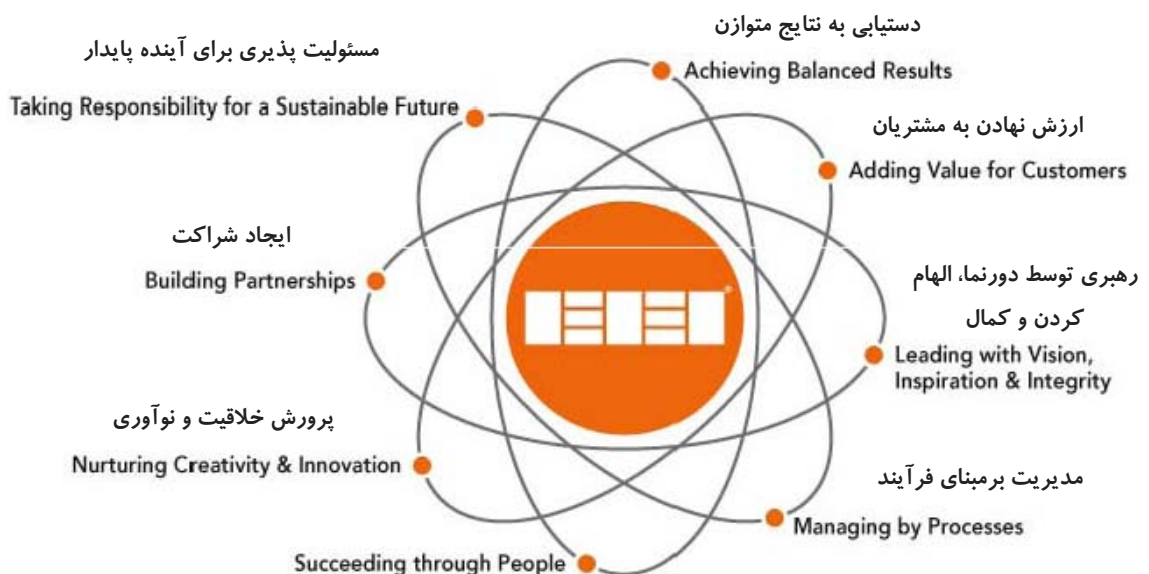 دستیابی به نتایج متوازن
Achieving Balanced Results
مسئولیت پذیری برای آینده پایدار
Taking Responsibility for a Sustainable Future
ارزش نهادن به مشتریان
Adding Value for Customers
ایجاد شراکت
Building Partnerships
رهبری توسط دورنما، الهام
کردن و کمال
Leading with Vision,
Inspiration & Integrity
پرورش خلاقیت و نوآوری
Nurturing Creativity & Innovation
مدیریت برمبنای فرآیند
Managing by Processes
Succeeding through People